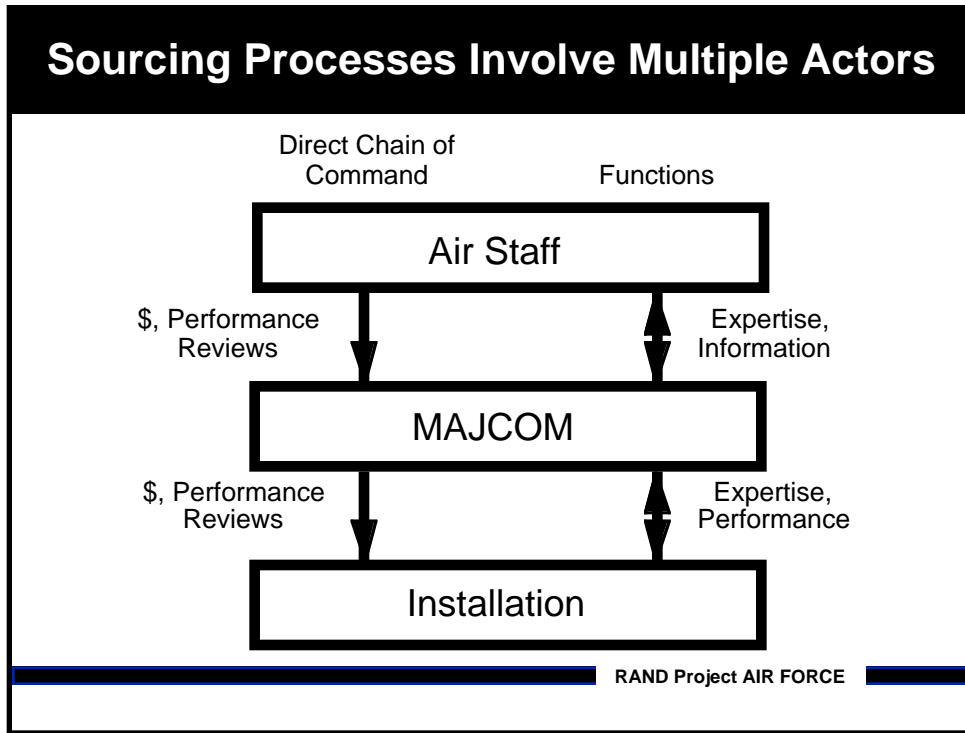 Sourcing Processes Involve Multiple Actors
Direct Chain of
Command
Functions
Air Staff
$, Performance
Reviews
Expertise,
Information
MAJCOM
$, Performance
Reviews
Expertise,
Performance
Installation
RAND Project AIR FORCE